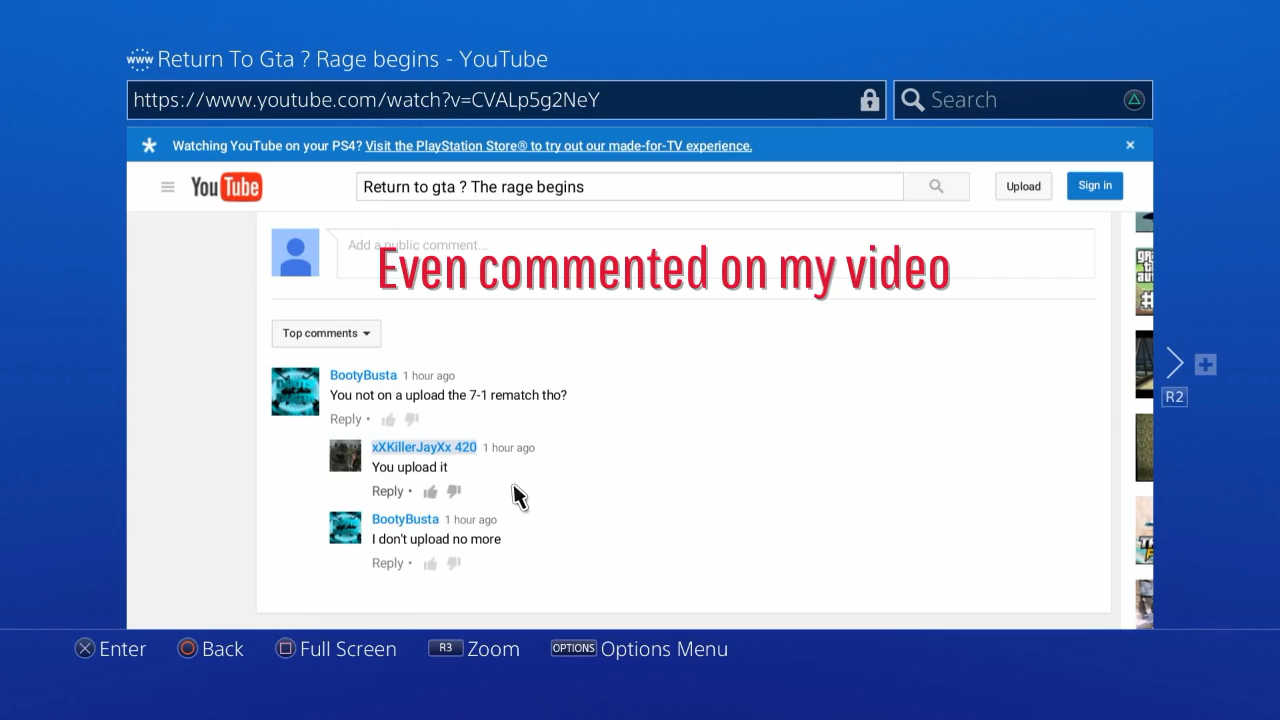 www Return To Gta ? Rage begins - YouTube
https://www.youtube.com/watch?v=CVALp5g2NeY
Search
Watching YouTube on your PS4? Visit the PlayStation Store® to try out our made-for-TV experience.
YouTube
Return to gta ? The rage begins
Upload
Sign in
Add a public comment...
Even commented on my video
Top comments
BootyBusta 1 hour ago
You not on a upload the 7-1 rematch tho?
Reply •
xXKillerJayXx 420 1 hour ago
You upload it
Reply •
BootyBusta 1 hour ago
I don't upload no more
Reply •
R2
Enter
Back
Full Screen
R3 Zoom
OPTIONS Options Menu